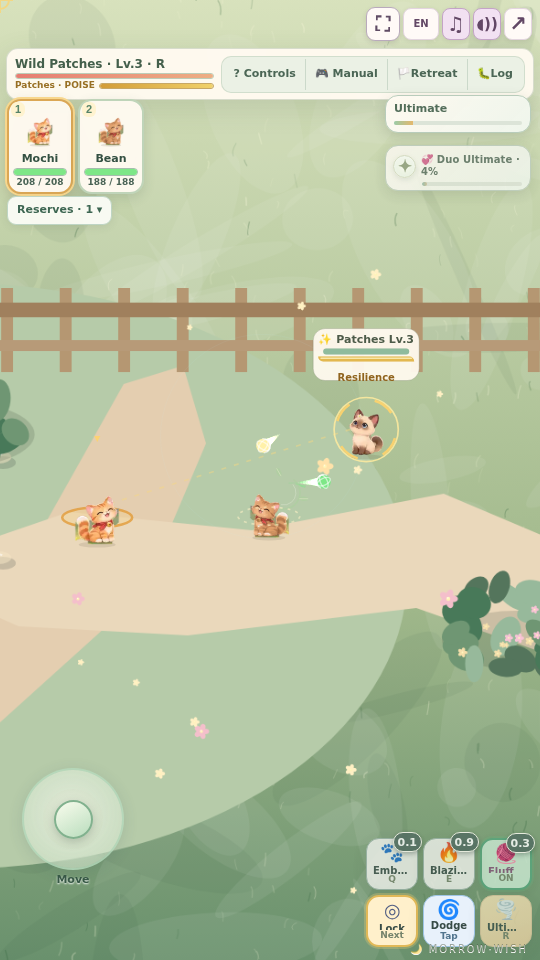 EN
Wild Patches · Lv.3 · R
Patches · POISE
? Controls
Manual
Retreat
Log
1
Mochi
208 / 208
2
Bean
188 / 188
Reserves · 1 ▾
Ultimate
Duo Ultimate ·
4%
Patches Lv.3
Resilience
Move
0.1
Emb...
Q
0.9
Blazi...
E
0.3
Fluff
ON
Lock
Next
Dodge
Tap
Ulti...
R
MORROW-WISH